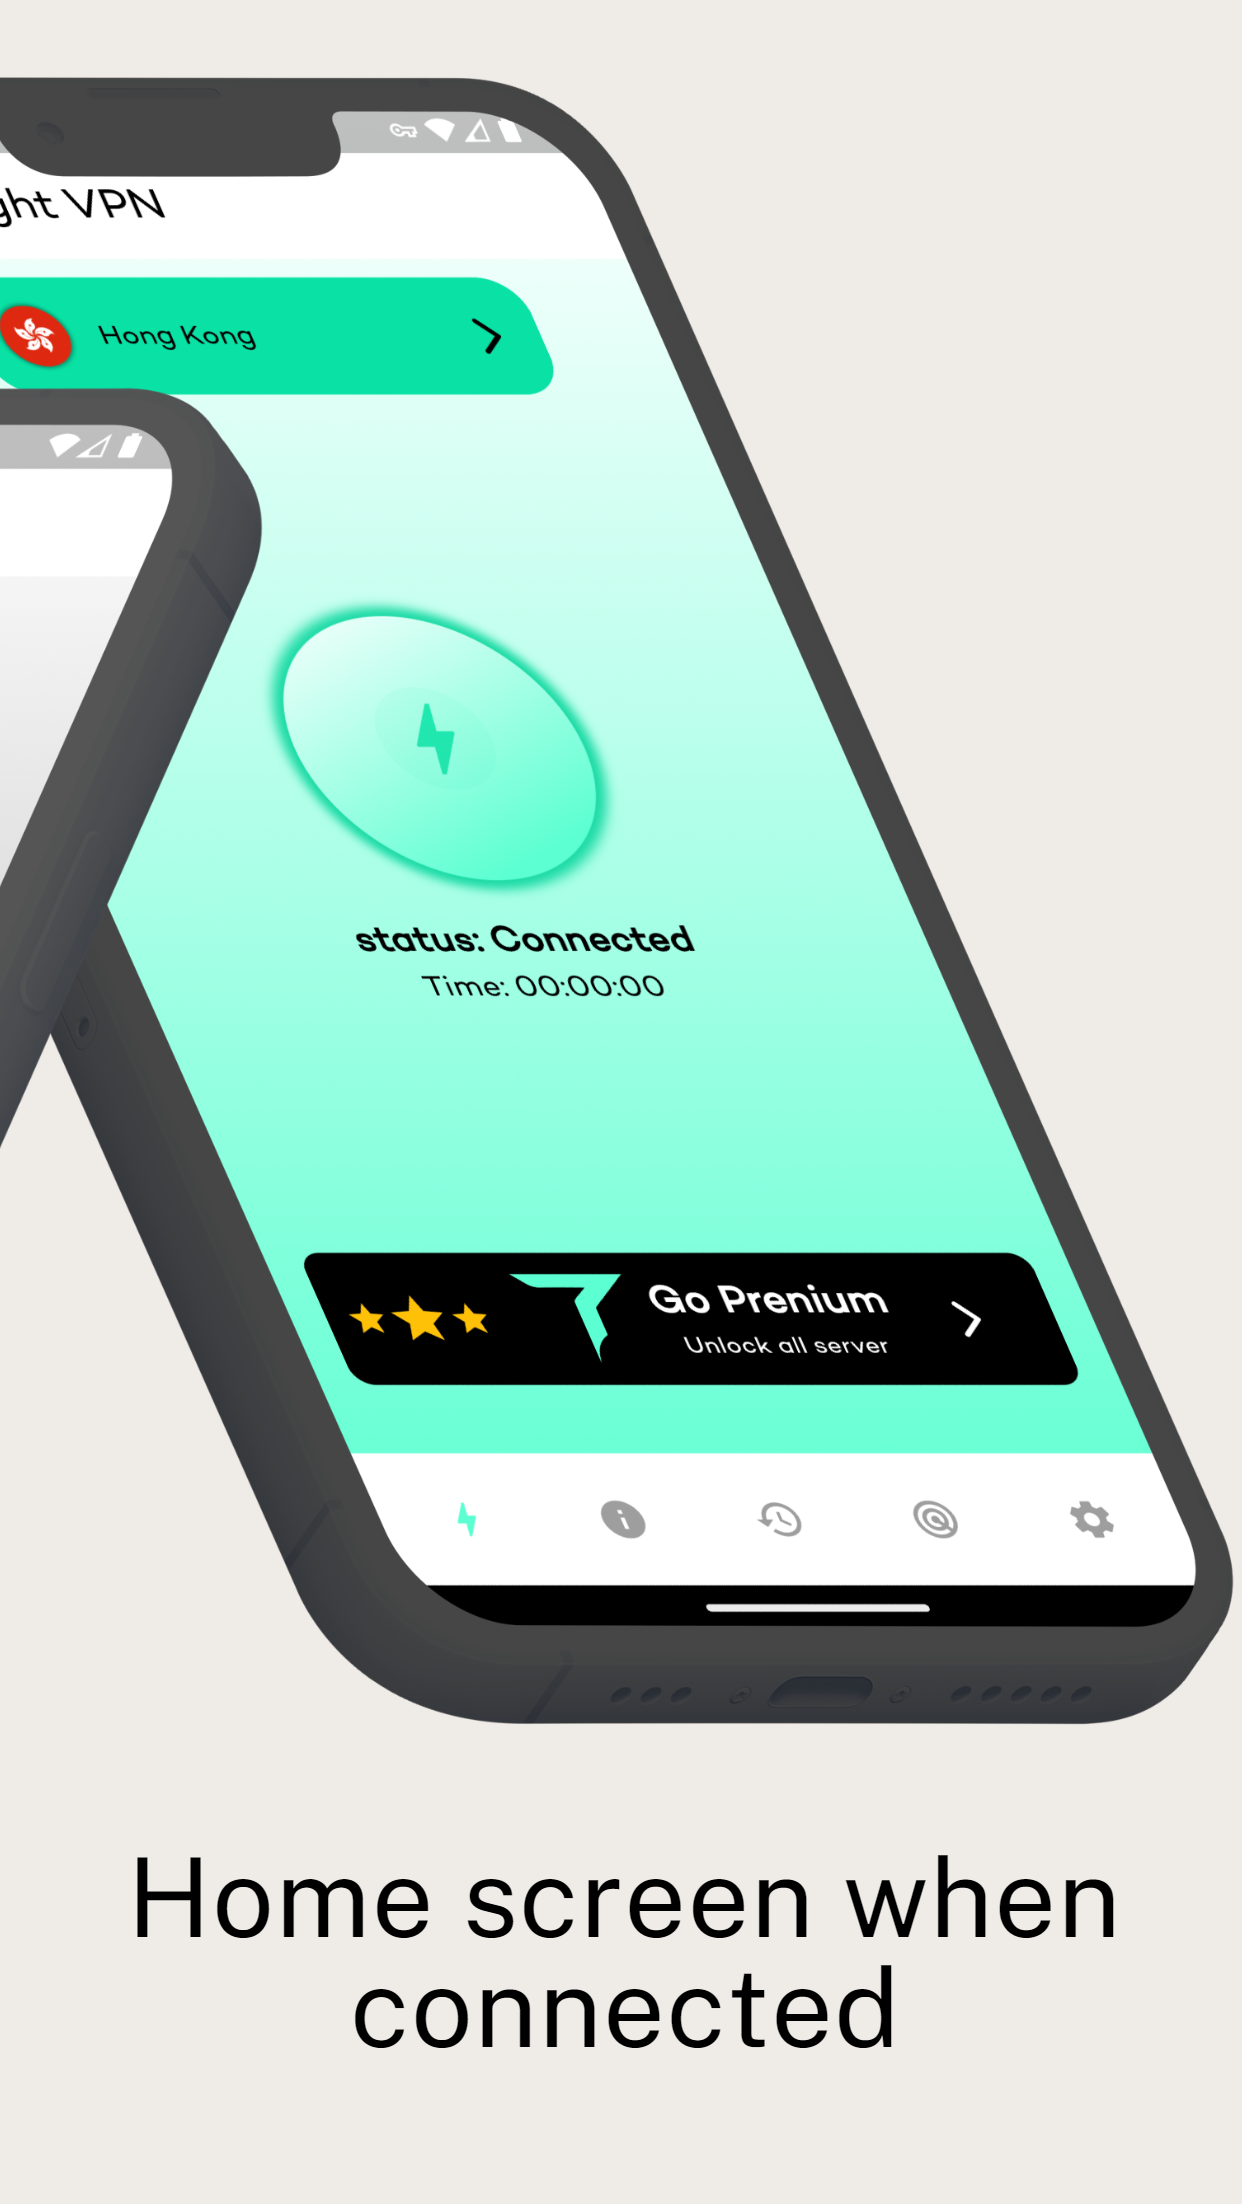 ght VPN
Hong Kong
status: Connected
Time: 00:00:00
Go Prenium
Unlock all server
Home screen when
connected